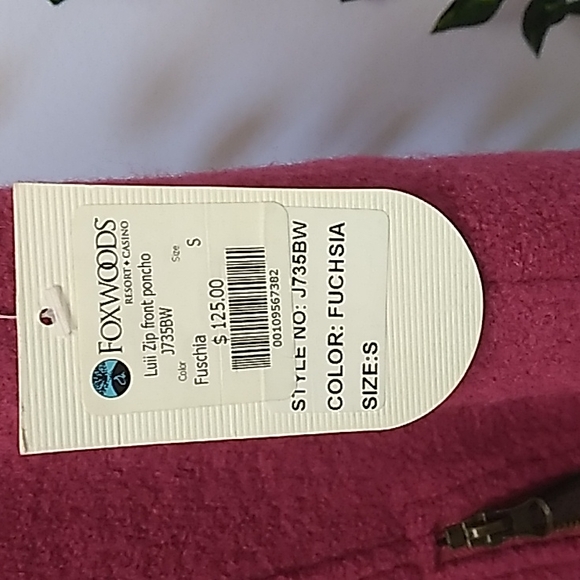 FOXWOODS
RESORT • CASINO
Luii Zip front poncho
J735BW
Color Size
Fuschia S
$ 125.00
00109567382
STYLE NO: J735BW
COLOR: FUCHSIA
SIZE:S